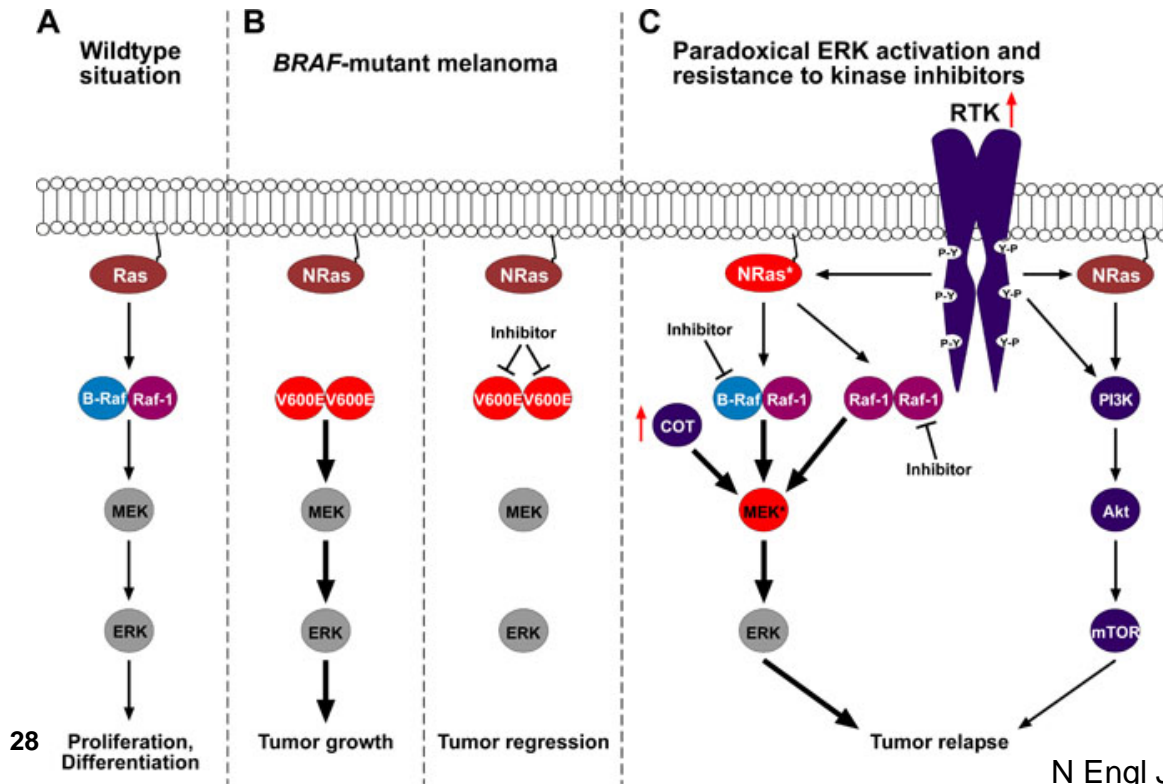 A
Wildtype
situation
B
BRAF-mutant melanoma
C
Paradoxical ERK activation and
resistance to kinase inhibitors
RTK
Ras
NRas
NRas
NRas*
P-Y
Y-P
P-Y
Y-P
P-Y
Y-P
NRas
Inhibitor
Inhibitor
B-Raf Raf-1
V600E V600E
V600E V600E
B-Raf Raf-1
Raf-1 Raf-1
PI3K
COT
Inhibitor
MEK
MEK
MEK
MEK*
Akt
ERK
ERK
ERK
ERK
mTOR
28
Proliferation,
Differentiation
Tumor growth
Tumor regression
Tumor relapse
N Engl J